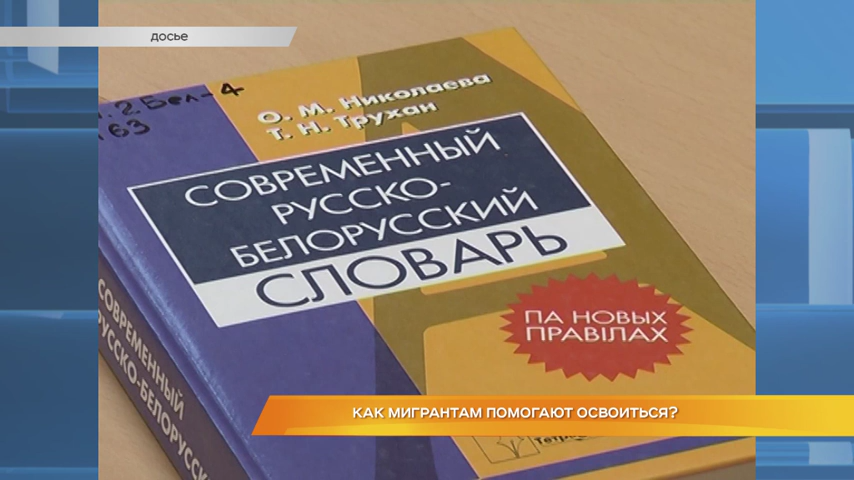 досье
.2 Бел-4
63
О. М. Николаева
Т. Н. Трухан
СОВРЕМЕННЫЙ
РУССКО-
БЕЛОРУССКИЙ
СЛОВАРЬ
ПА НОВЫХ
ПРАВІЛАХ
СОВРЕМЕННЫЙ
РУССКО-БЕЛОРУССК
КАК МИГРАНТАМ ПОМОГАЮТ ОСВОИТЬСЯ?